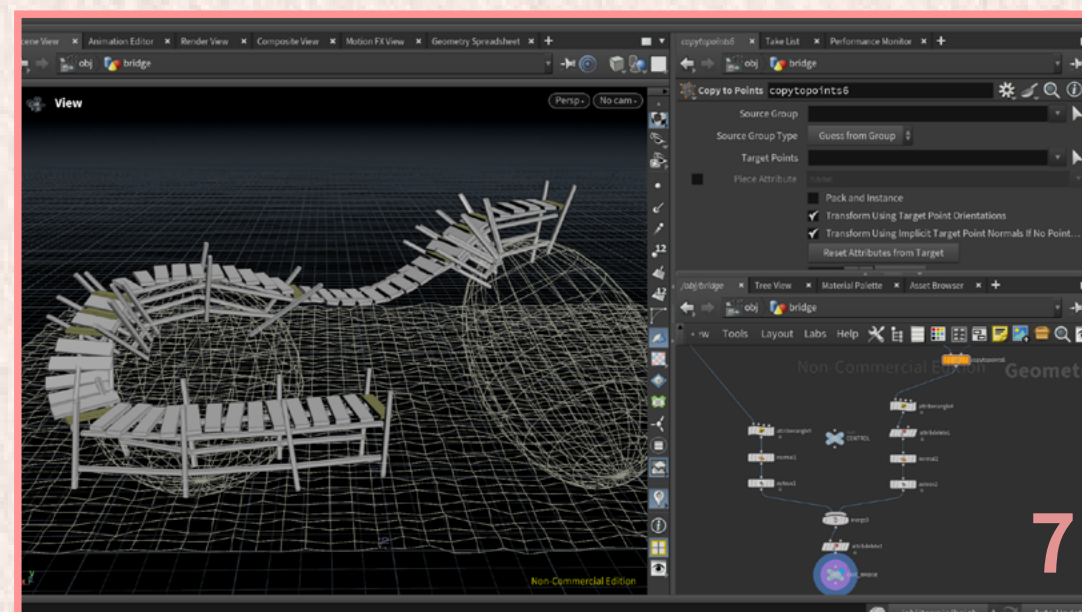 Animation Editor Render View Composite View Motion FX View Geometry Spreadsheet
obj bridge
View
Persp No cam
12
12
Non-Commercial Edition
copytopoints6 Take List Performance Monitor
obj bridge
Copy to Points copytopoints6
Source Group
Source Group Type Guess from Group
Target Points
Piece Attribute name
Pack and Instance
Transform Using Target Point Orientations
Transform Using Implicit Target Point Normals If No Point...
Reset Attributes from Target
/obj/bridge Tree View Material Palette Asset Browser
obj bridge
Tools Layout Labs Help
Non-Commercial Edition
Geomet
copytopoints6
CONTROL
7